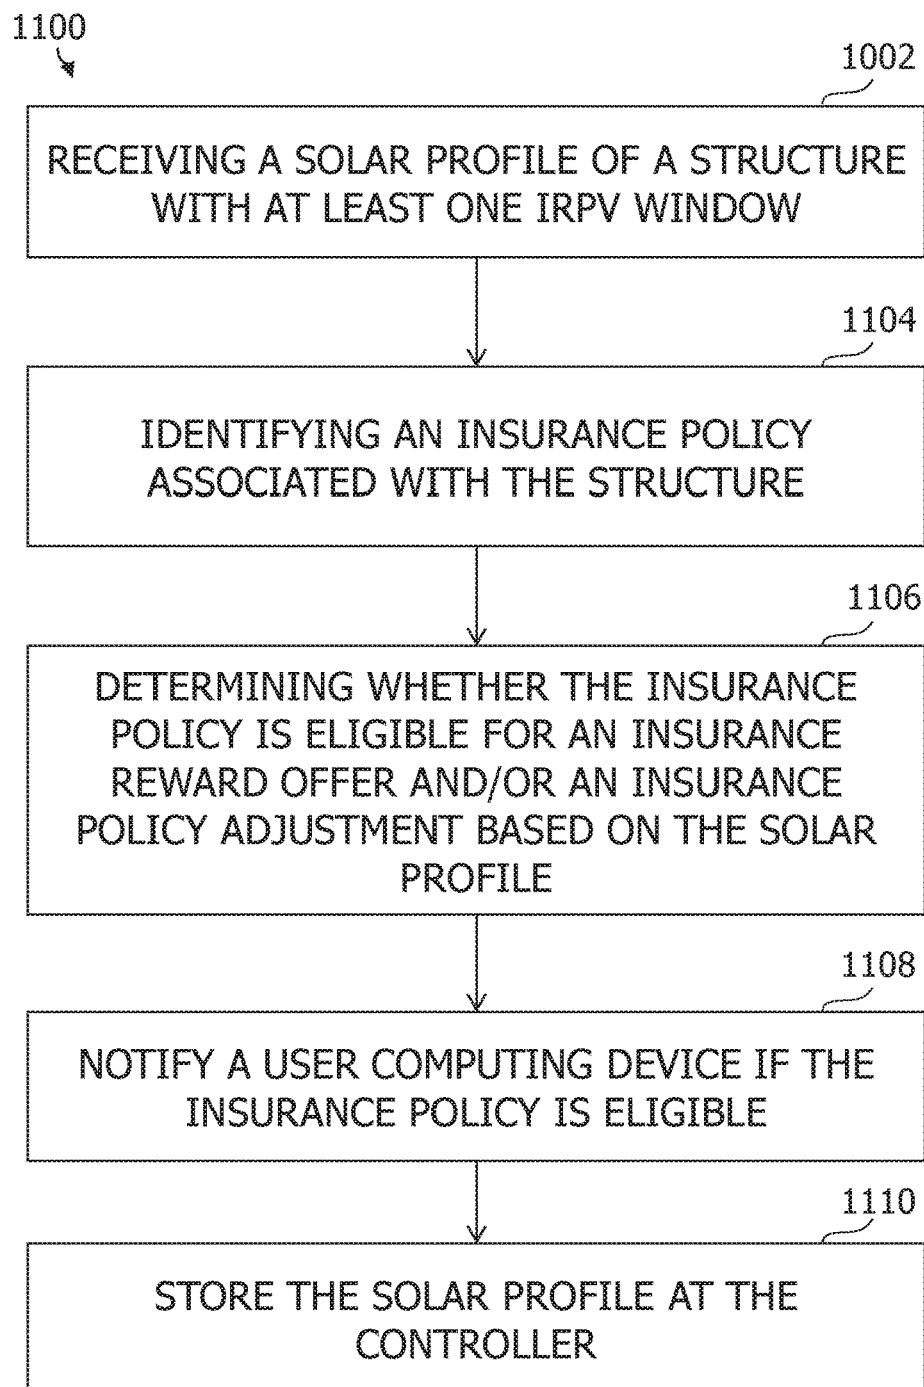 1100
1002
RECEIVING A SOLAR PROFILE OF A STRUCTURE
WITH AT LEAST ONE IRPV WINDOW
1104
IDENTIFYING AN INSURANCE POLICY
ASSOCIATED WITH THE STRUCTURE
1106
DETERMINING WHETHER THE INSURANCE
POLICY IS ELIGIBLE FOR AN INSURANCE
REWARD OFFER AND/OR AN INSURANCE
POLICY ADJUSTMENT BASED ON THE SOLAR
PROFILE
1108
NOTIFY A USER COMPUTING DEVICE IF THE
INSURANCE POLICY IS ELIGIBLE
1110
STORE THE SOLAR PROFILE AT THE
CONTROLLER